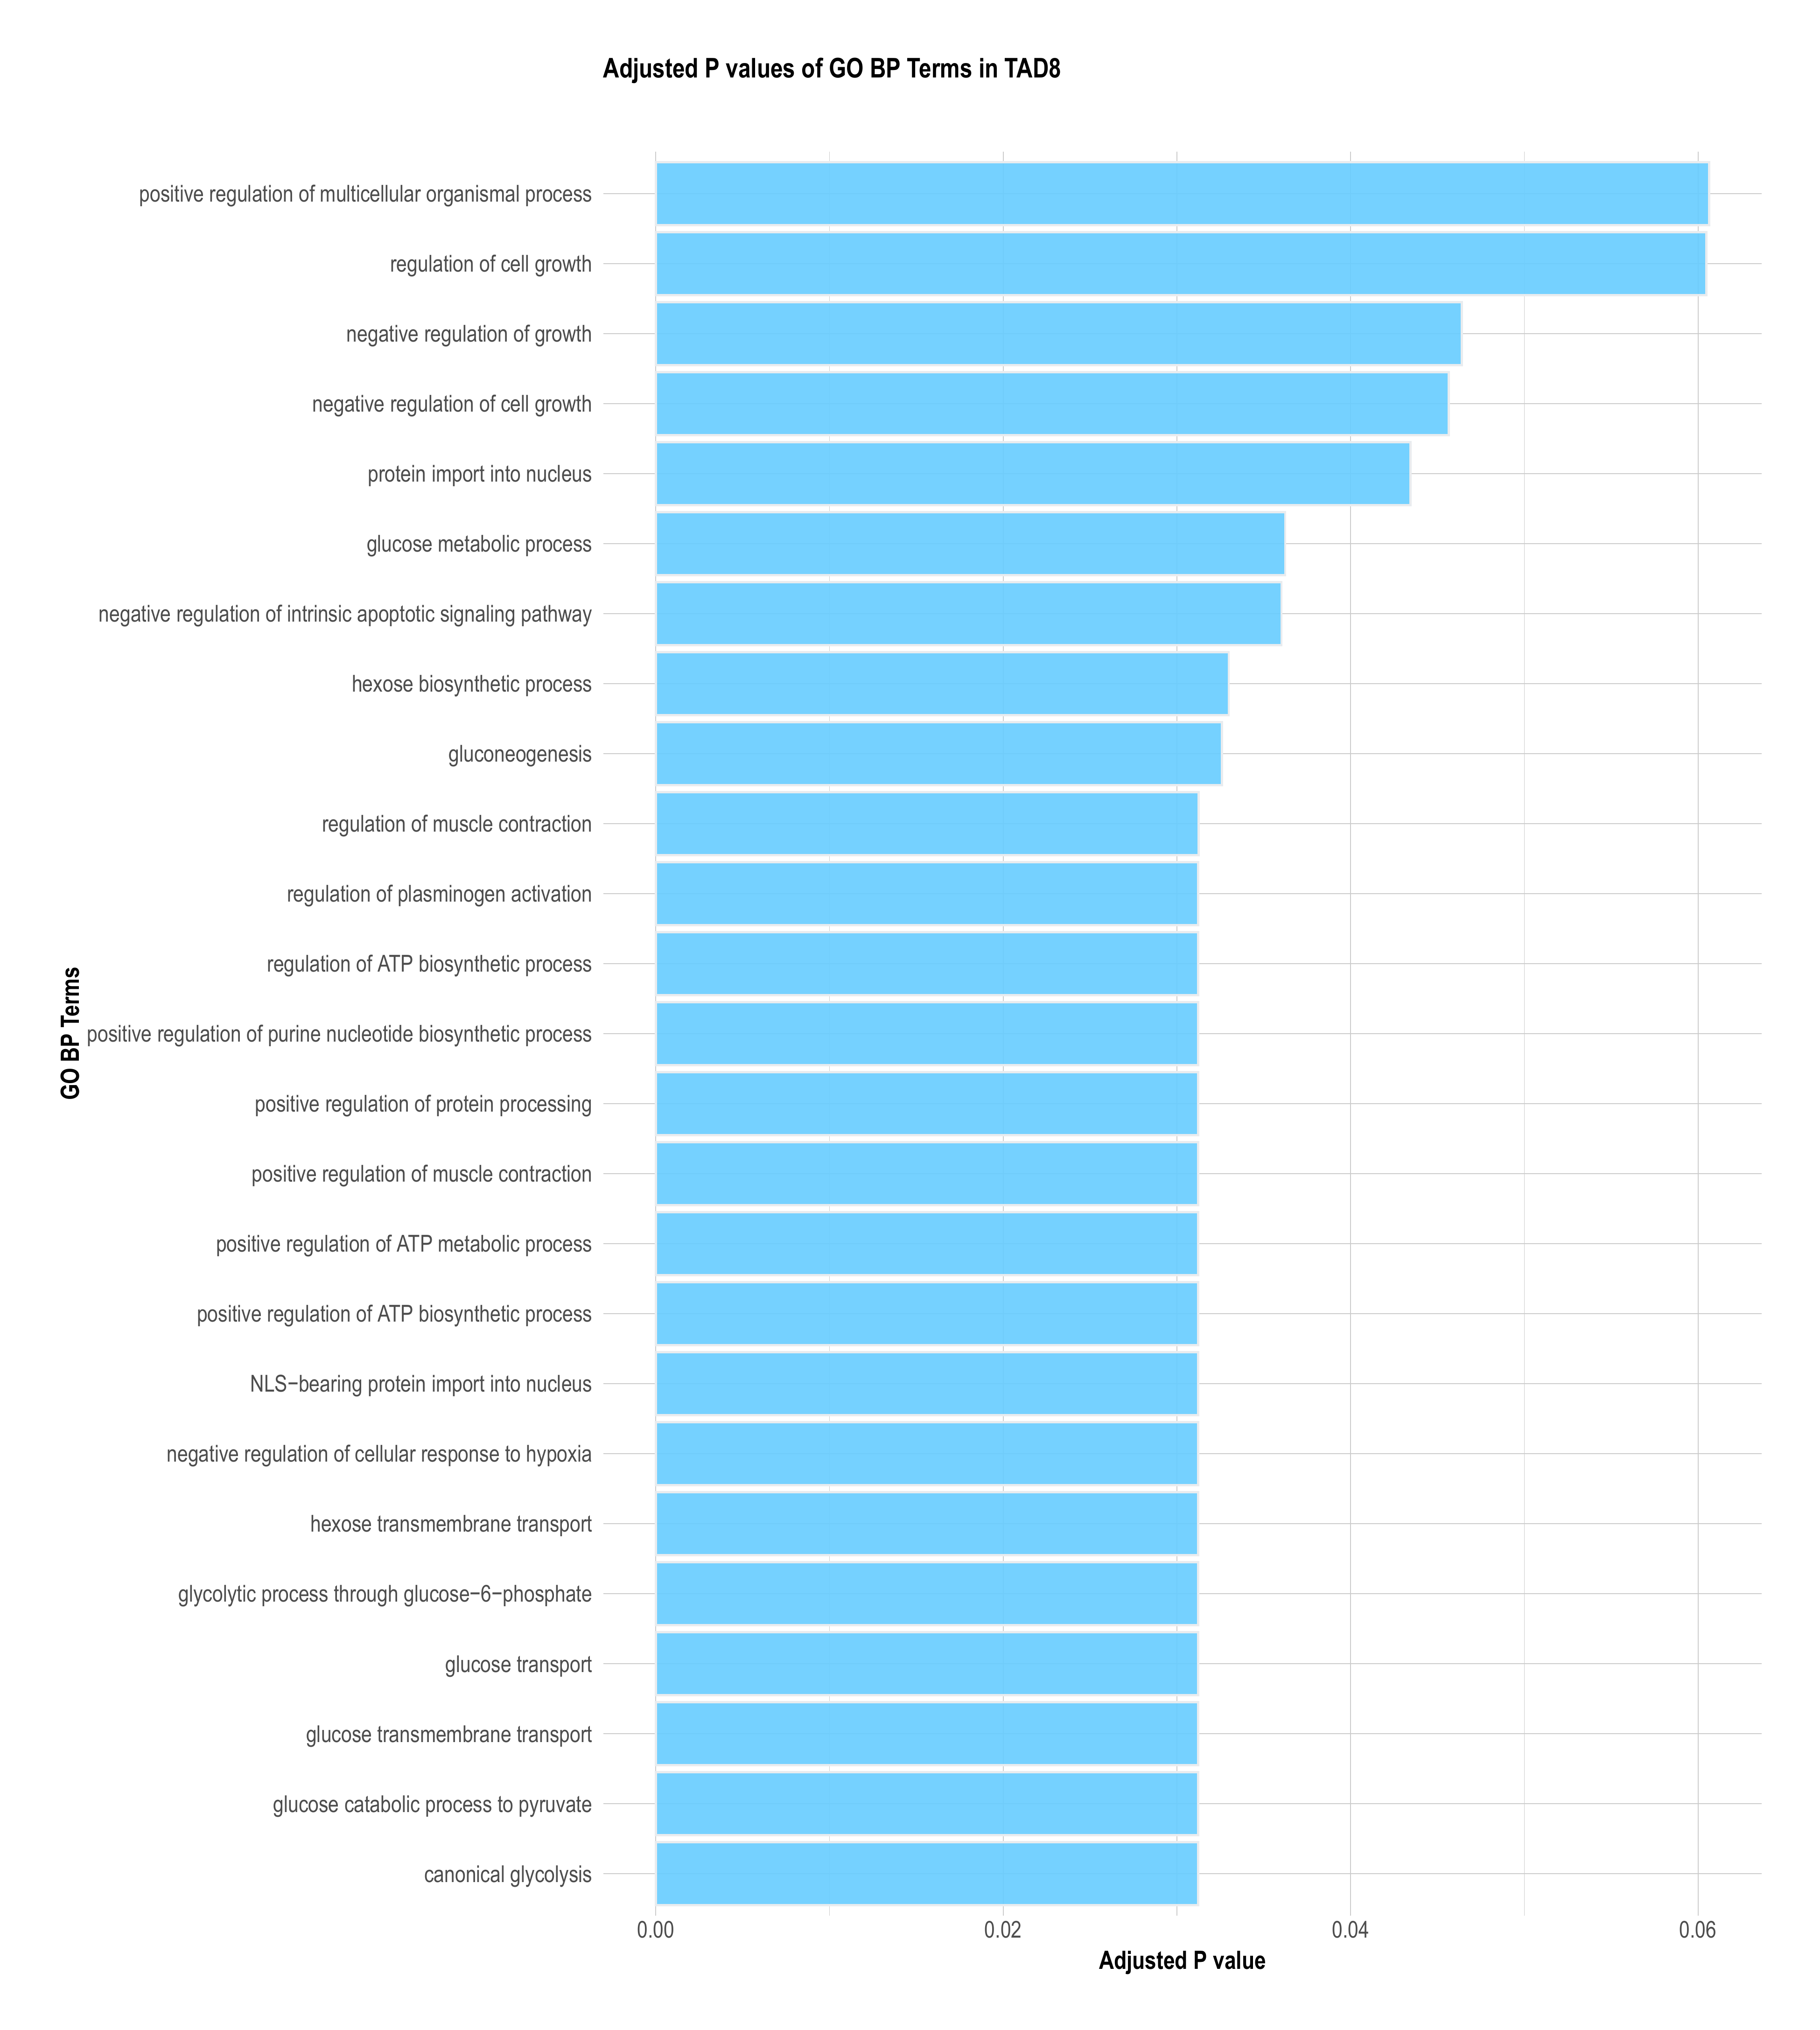 Adjusted P values of GO BP Terms in TAD8
positive regulation of multicellular organismal process
regulation of cell growth
negative regulation of growth
negative regulation of cell growth
protein import into nucleus
glucose metabolic process
negative regulation of intrinsic apoptotic signaling pathway
hexose biosynthetic process
gluconeogenesis
regulation of muscle contraction
regulation of plasminogen activation
regulation of ATP biosynthetic process
GO BP Terms
positive regulation of purine nucleotide biosynthetic process
positive regulation of protein processing
positive regulation of muscle contraction
positive regulation of ATP metabolic process
positive regulation of ATP biosynthetic process
NLS−bearing protein import into nucleus
negative regulation of cellular response to hypoxia
hexose transmembrane transport
glycolytic process through glucose−6−phosphate
glucose transport
glucose transmembrane transport
glucose catabolic process to pyruvate
canonical glycolysis
0.00 0.02 0.04 0.06
Adjusted P value